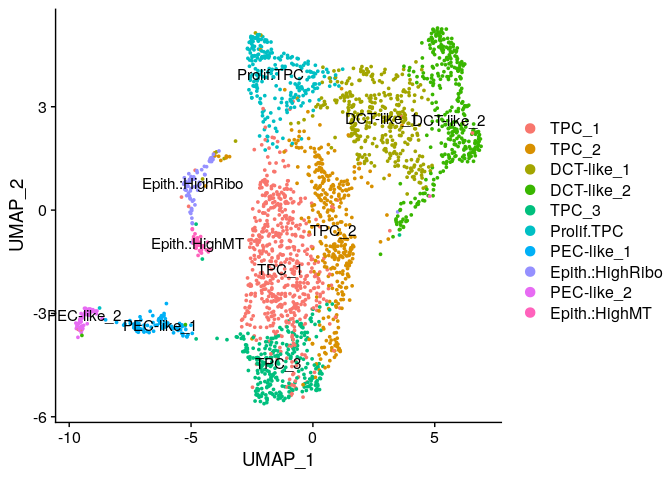 Prolif.TPC
DCT-like_1
DCT-like_2
Epith.:HighRibo
TPC_2
Epith.:HighMT
TPC_1
PEC-like_2
PEC-like_1
TPC_3
3
0
-3
-6
-10
-5
0
5
UMAP_1
UMAP_2
TPC_1
TPC_2
DCT-like_1
DCT-like_2
TPC_3
Prolif.TPC
PEC-like_1
Epith.:HighRibo
PEC-like_2
Epith.:HighMT